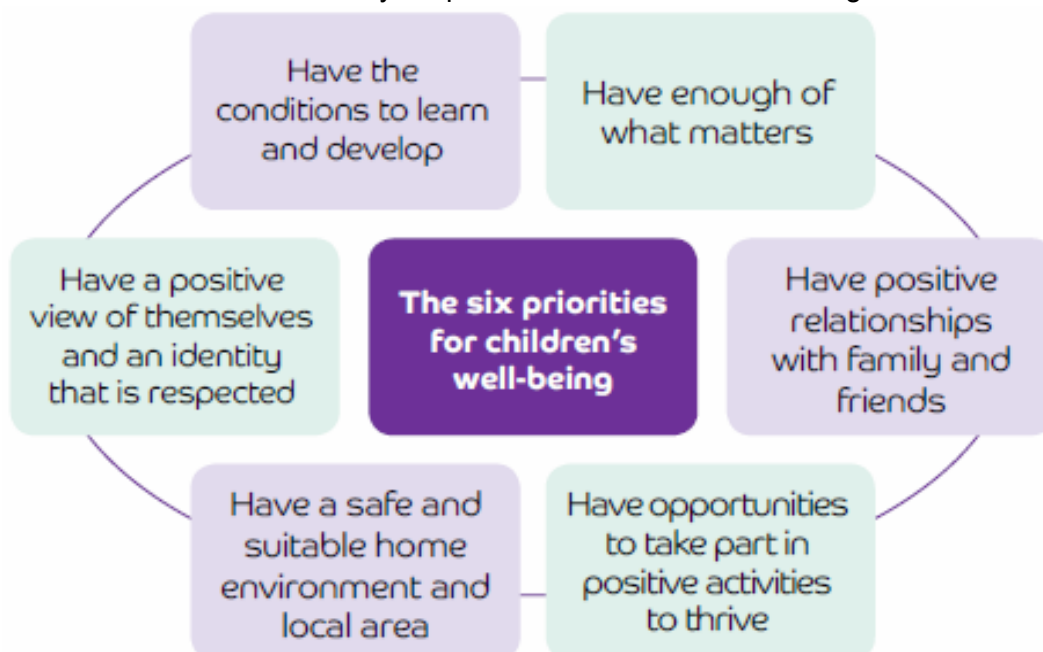 Have the
conditions to learn
and develop
Have enough of
what matters
Have a positive
view of themselves
and an identity
that is respected
The six priorities
for children's
well-being
Have positive
relationships
with family and
friends
Have a safe and
suitable home
environment and
local area
Have opportunities
to take part in
positive activities
to thrive